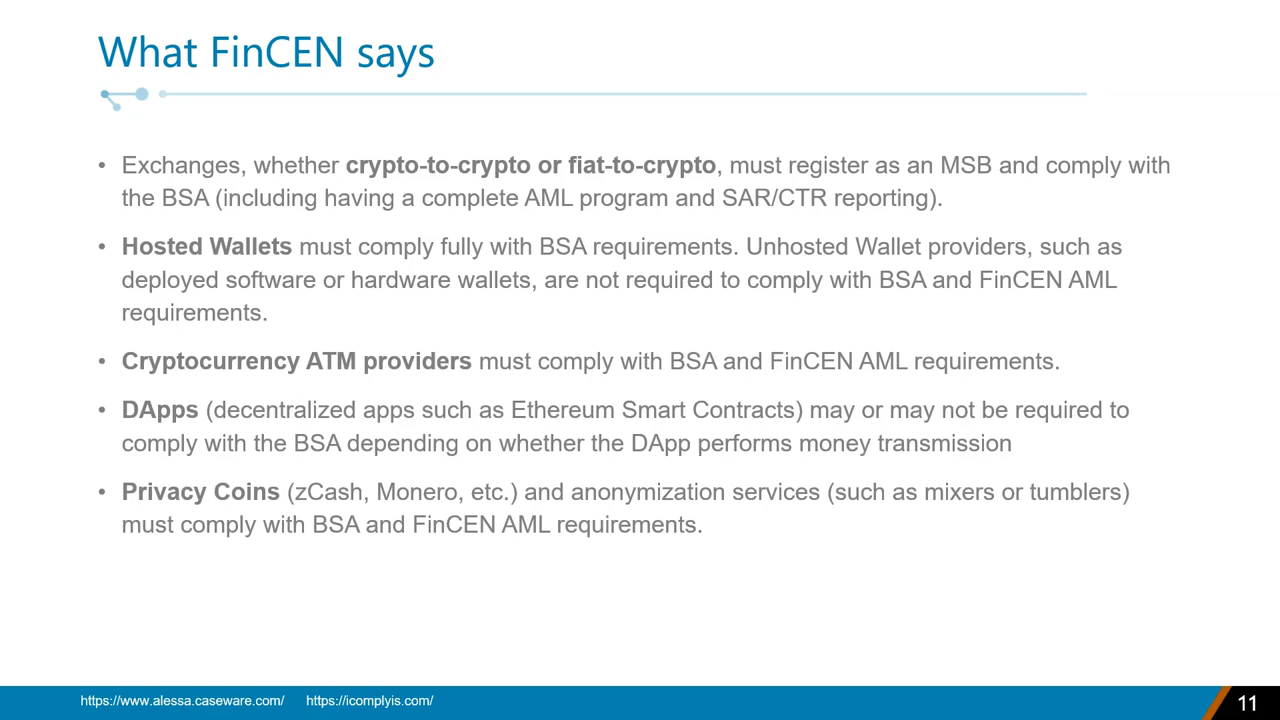 What FinCEN says
• Exchanges, whether crypto-to-crypto or fiat-to-crypto, must register as an MSB and comply with
the BSA (including having a complete AML program and SAR/CTR reporting).
• Hosted Wallets must comply fully with BSA requirements. Unhosted Wallet providers, such as
deployed software or hardware wallets, are not required to comply with BSA and FinCEN AML
requirements.
• Cryptocurrency ATM providers must comply with BSA and FinCEN AML requirements.
• DApps (decentralized apps such as Ethereum Smart Contracts) may or may not be required to
comply with the BSA depending on whether the DApp performs money transmission
• Privacy Coins (zCash, Monero, etc.) and anonymization services (such as mixers or tumblers)
must comply with BSA and FinCEN AML requirements.
https://www.alessa.caseware.com/ https://icomplyis.com/ 11